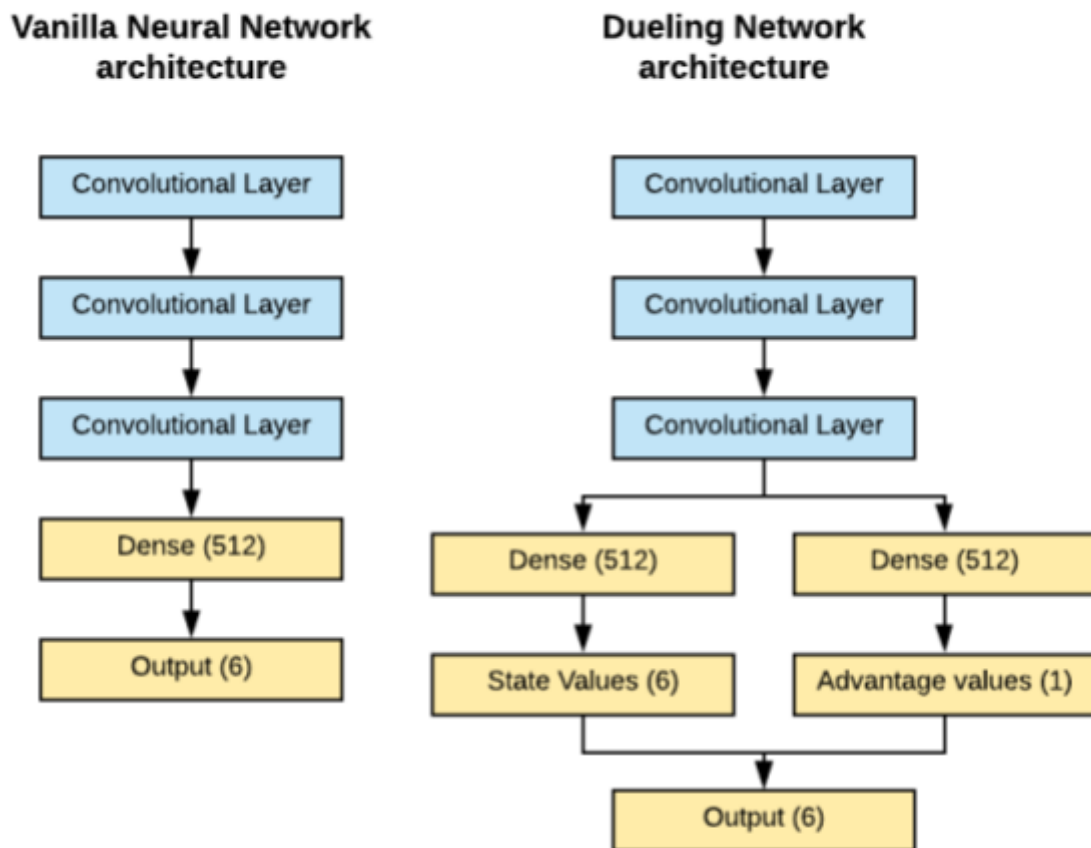 Vanilla Neural Network
architecture
Convolutional Layer
Convolutional Layer
Convolutional Layer
Dense (512)
Output (6)
Dueling Network
architecture
Convolutional Layer
Convolutional Layer
Convolutional Layer
Dense (512)
Dense (512)
State Values (6)
Advantage values (1)
Output (6)